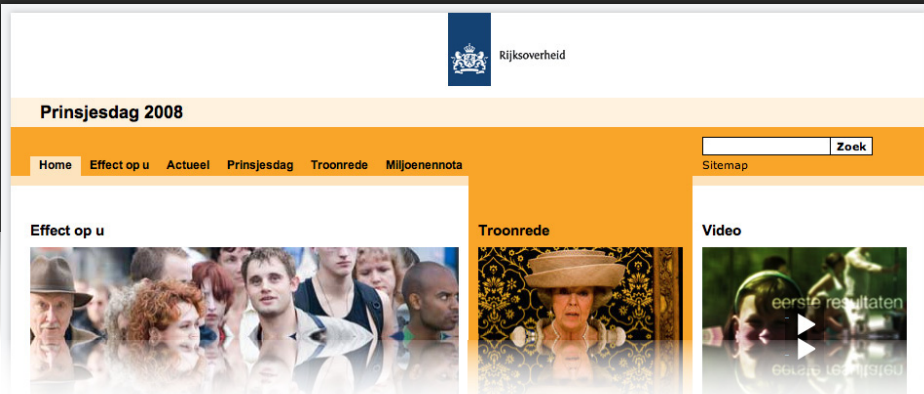 Rijksoverheid
Prinsjesdag 2008
Zoek
Home Effect op u Actueel Prinsjesdag Troonrede Miljoenennota
Sitemap
Effect op u
Troonrede
Video
eerste resultaten